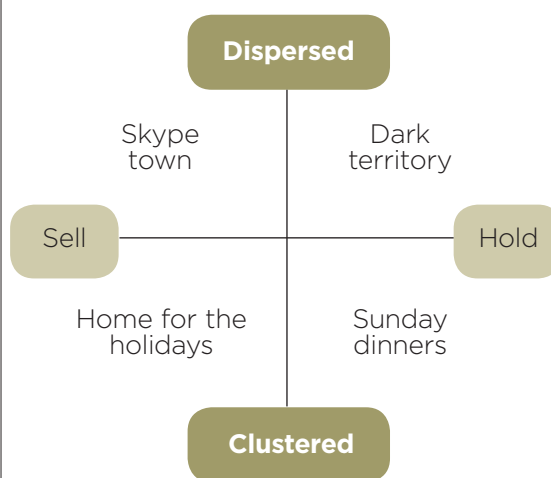 Dispersed
Skype
town
Dark
territory
Sell
Hold
Home for the
holidays
Sunday
dinners
Clustered